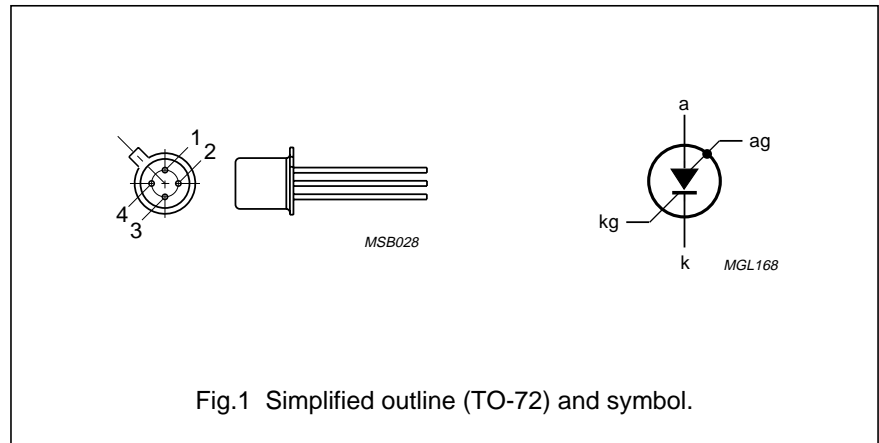 1
2
4
3
MSB028
a
ag
kg
k
MGL168
Fig.1 Simplified outline (TO-72) and symbol.